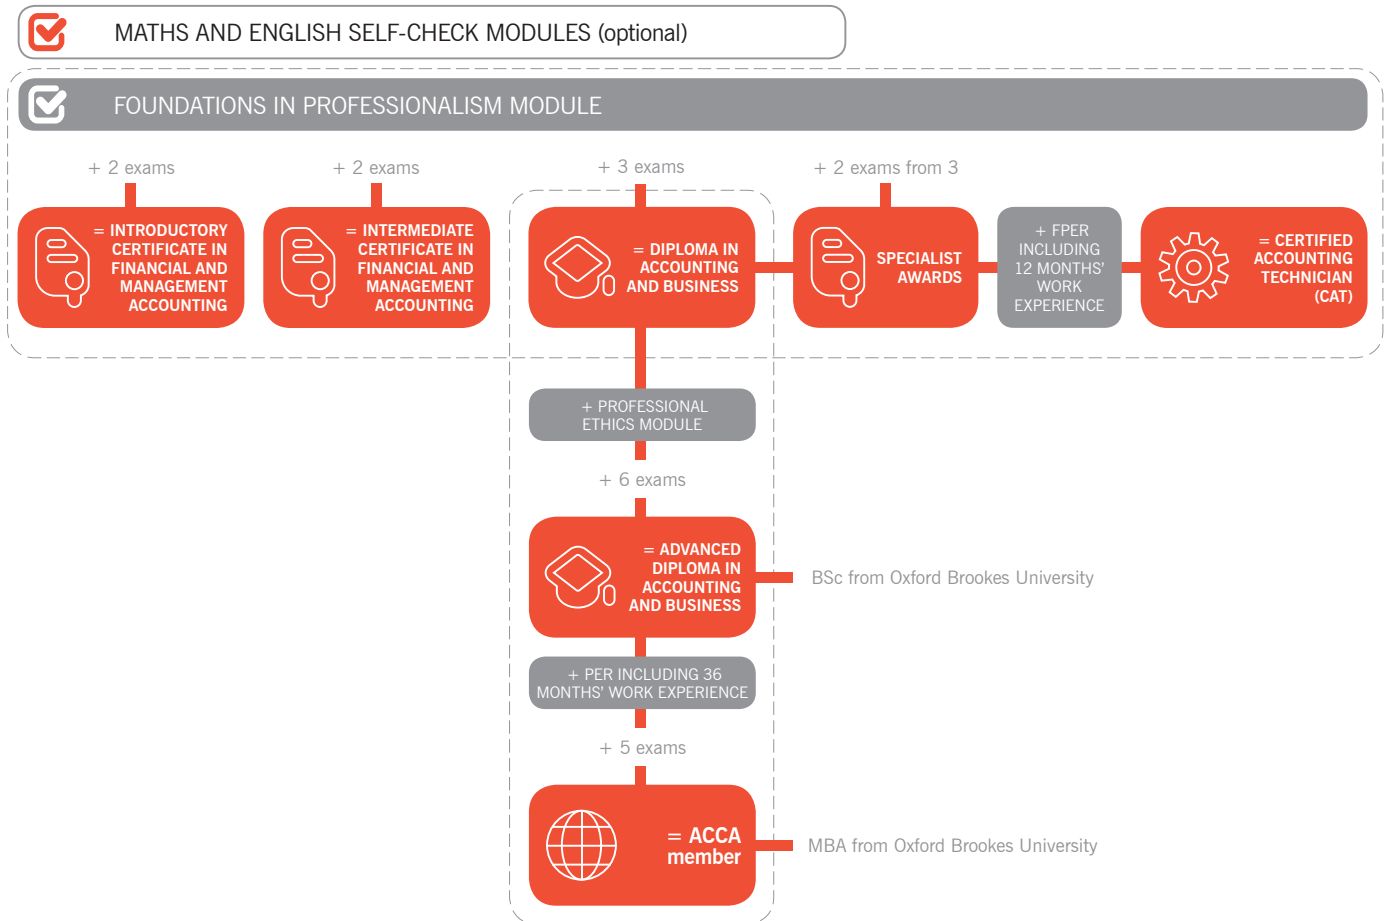 MATHS AND ENGLISH SELF-CHECK MODULES (optional)
FOUNDATIONS IN PROFESSIONALISM MODULE
+ 2 exams
= INTRODUCTORY
CERTIFICATE IN
FINANCIAL AND
MANAGEMENT
ACCOUNTING
+ 2 exams
= INTERMEDIATE
CERTIFICATE IN
FINANCIAL AND
MANAGEMENT
ACCOUNTING
+ 3 exams
= DIPLOMA IN
ACCOUNTING
AND BUSINESS
+ 2 exams from 3
SPECIALIST
AWARDS
+ FPER
INCLUDING
12 MONTHS’
WORK
EXPERIENCE
= CERTIFIED
ACCOUNTING
TECHNICIAN
(CAT)
+ PROFESSIONAL
ETHICS MODULE
+ 6 exams
= ADVANCED
DIPLOMA IN
ACCOUNTING
AND BUSINESS
BSc from Oxford Brookes University
+ PER INCLUDING 36
MONTHS’ WORK EXPERIENCE
+ 5 exams
= ACCA
member
MBA from Oxford Brookes University